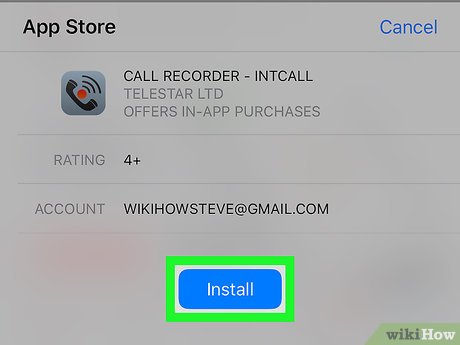 App Store Cancel
CALL RECORDER - INTCALL
TELESTAR LTD
OFFERS IN-APP PURCHASES
RATING 4+
ACCOUNT WIKIHOWSTEVE@GMAIL.COM
Install
wikiHow